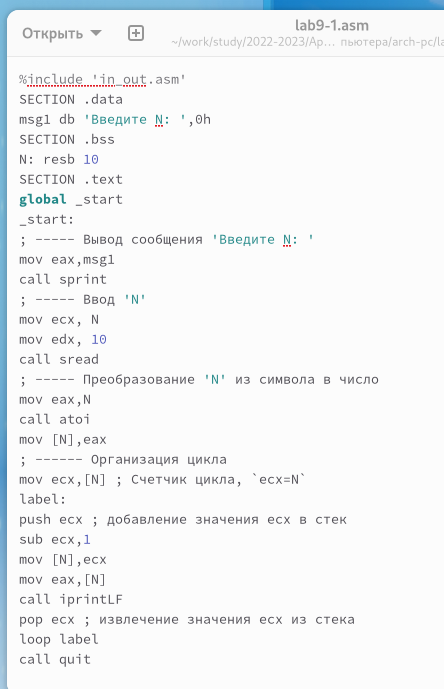 Открыть
lab9-1.asm
~/work/study/2022-2023/Ар… пьютера/arch-pc/la
%include 'in_out.asm'
SECTION .data
msg1 db 'Введите N: ',0h
SECTION .bss
N: resb 10
SECTION .text
global _start
_start:
; ----- Вывод сообщения 'Введите N: '
mov eax,msg1
call sprint
; ----- Ввод 'N'
mov ecx, N
mov edx, 10
call sread
; ----- Преобразование 'N' из символа в число
mov eax,N
call atoi
mov [N],eax
; ------ Организация цикла
mov ecx,[N] ; Счетчик цикла, `ecx=N`
label:
push ecx ; добавление значения ecx в стек
sub ecx,1
mov [N],ecx
mov eax,[N]
call iprintLF
pop ecx ; извлечение значения ecx из стека
loop label
call quit